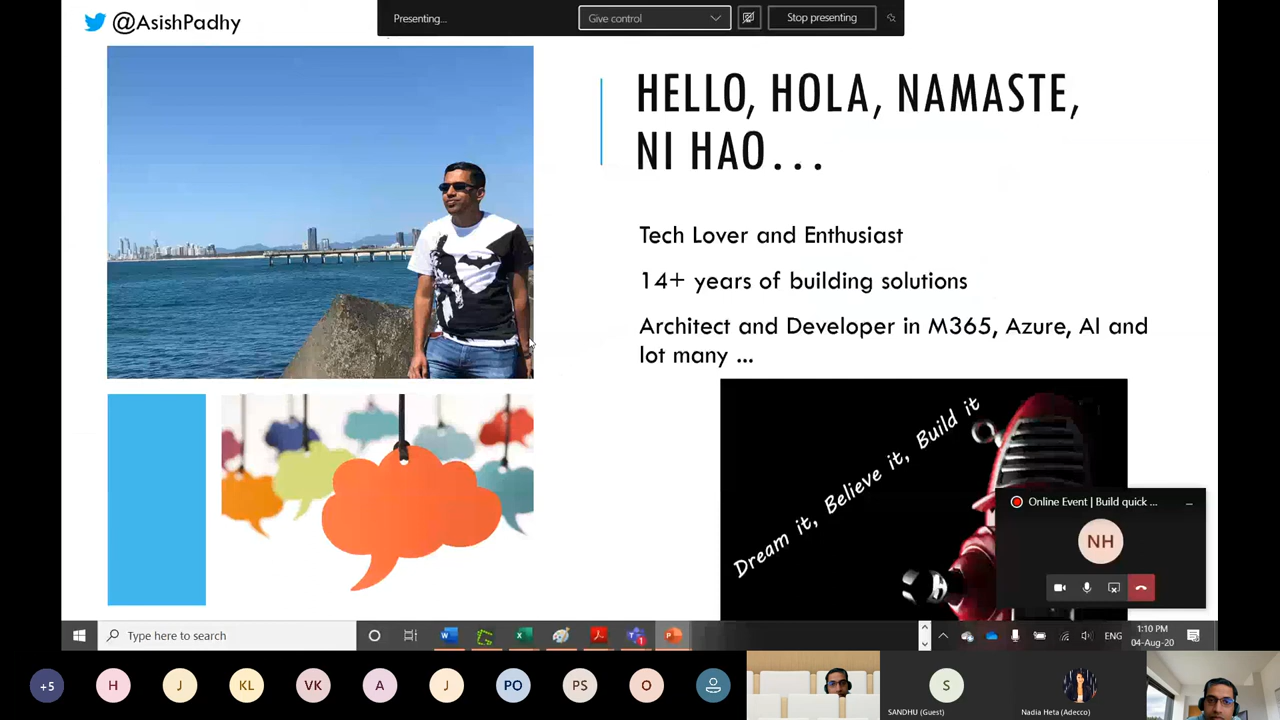 @AsishPadhy
Presenting...
Give control
Stop presenting
HELLO, HOLA, NAMASTE,
NI HAO...
Tech Lover and Enthusiast
14+ years of building solutions
Architect and Developer in M365, Azure, AI and
lot many ...
Dream it, Believe it, Build it
Online Event | Build quick ...
NH
Type here to search
ENG
1:10 PM
04-Aug-20
+5
H
J
KL
VK
A
J
PO
PS
O
S
SANDHU (Guest)
Nadia Heta (Adecco)